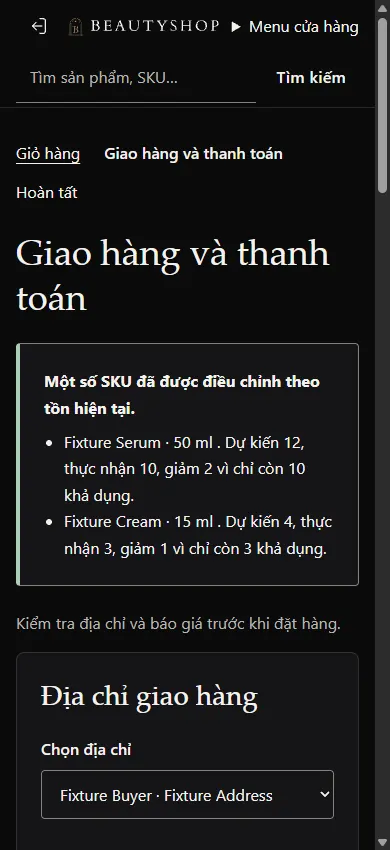 BEAUTYSHOP
▶ Menu cửa hàng
Tìm sản phẩm, SKU...
Tìm kiếm
Giỏ hàng
Giao hàng và thanh toán
Hoàn tất
Giao hàng và thanh
toán
Một số SKU đã được điều chỉnh theo
tồn hiện tại.
• Fixture Serum · 50 ml . Dự kiến 12,
thực nhận 10, giảm 2 vì chỉ còn 10
khả dụng.
• Fixture Cream · 15 ml . Dự kiến 4, thực
nhận 3, giảm 1 vì chỉ còn 3 khả dụng.
Kiểm tra địa chỉ và báo giá trước khi đặt hàng.
Địa chỉ giao hàng
Chọn địa chỉ
Fixture Buyer · Fixture Address